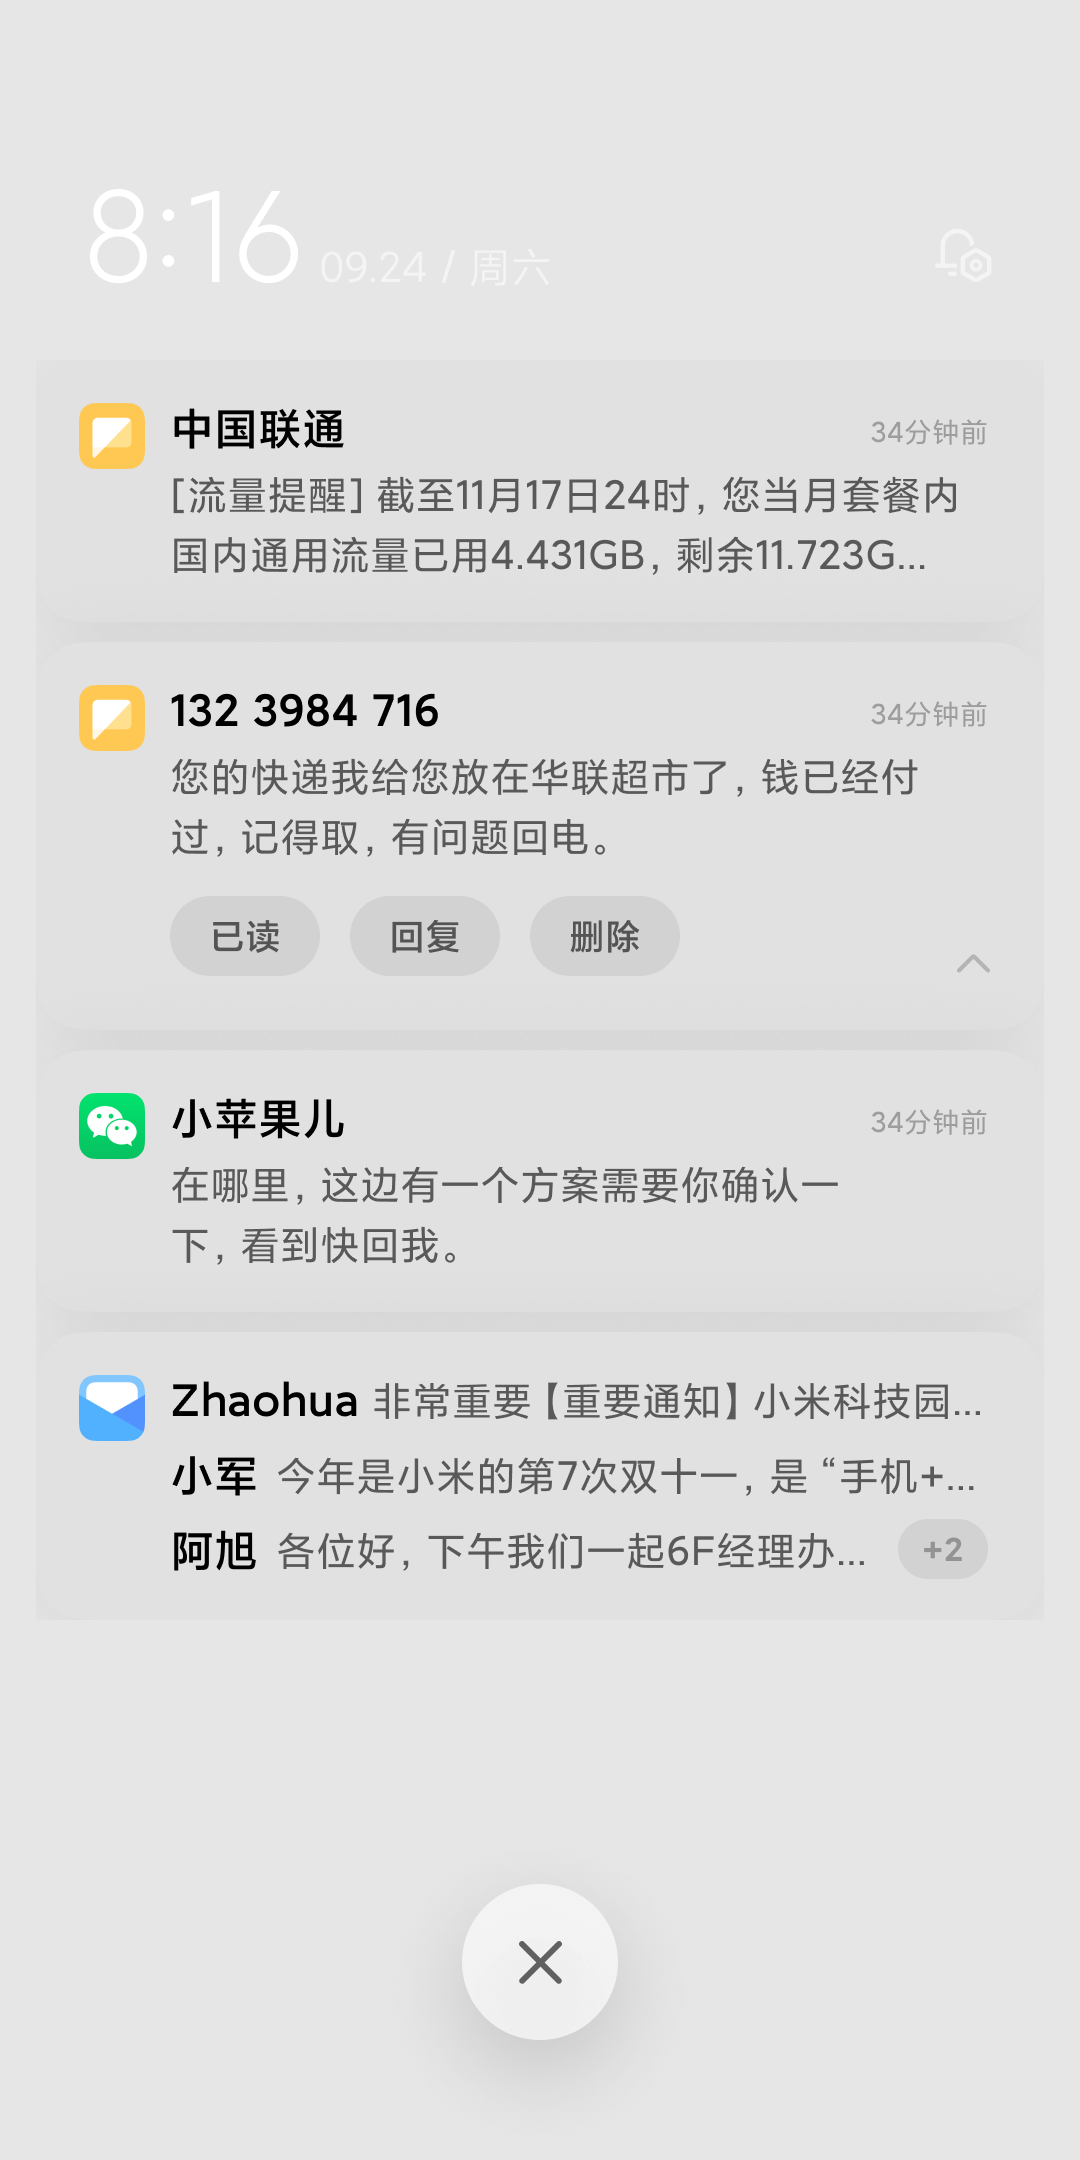 8:16 09.24 / 周六
中国联通 34分钟前
[流量提醒] 截至11月17日24时, 您当月套餐内
国内通用流量已用4.431GB, 剩余11.723G...
132 3984 716 34分钟前
您的快递我给您放在华联超市了, 钱已经付
过, 记得取, 有问题回电。
已读 回复 删除
小苹果儿 34分钟前
在哪里, 这边有一个方案需要你确认一
下, 看到快回我。
Zhaohua 非常重要【重要通知】小米科技园...
小军 今年是小米的第7次双十一, 是 “手机+...
阿旭 各位好, 下午我们一起6F经理办... +2